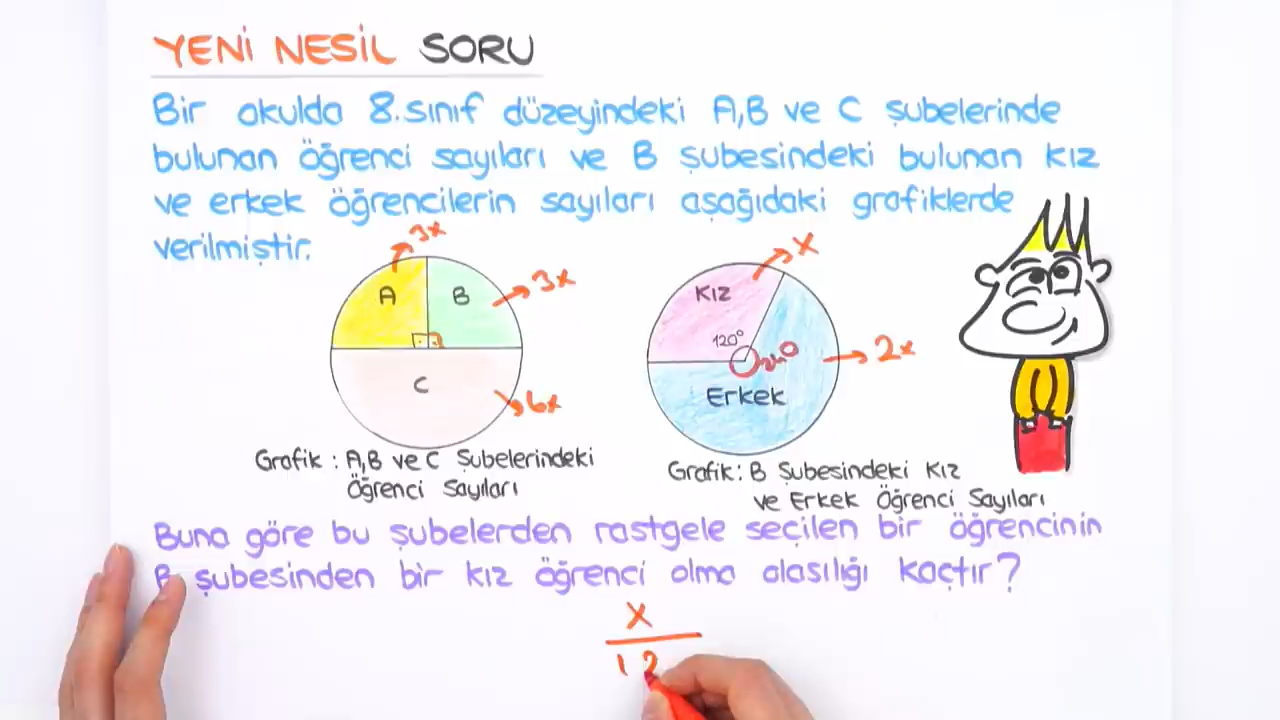 YENİ NESİL SORU
Bir okulda 8.sınıf düzeyindeki A,B ve C şubelerinde
bulunan öğrenci sayıları ve B şubesindeki bulunan kız
ve erkek öğrencilerin sayıları aşağıdaki grafiklerde
verilmiştir.
3x
A
B
3x
C
6x
Kız
x
120°
240°
2x
Erkek
Grafik : A,B ve C Şubelerindeki
Öğrenci Sayıları
Grafik: B Şubesindeki Kız
ve Erkek Öğrenci Sayıları
Buna göre bu şubelerden rastgele seçilen bir öğrencinin
B şubesinden bir kız öğrenci olma olasılığı kaçtır?
x
12